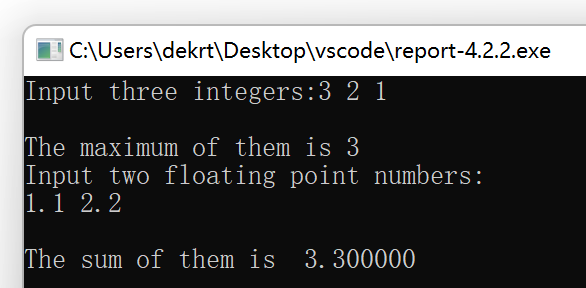 C:\Users\dekrt\Desktop\vscode\report-4.2.2.exe
Input three integers:3 2 1
The maximum of them is 3
Input two floating point numbers:
1.1 2.2
The sum of them is  3.300000